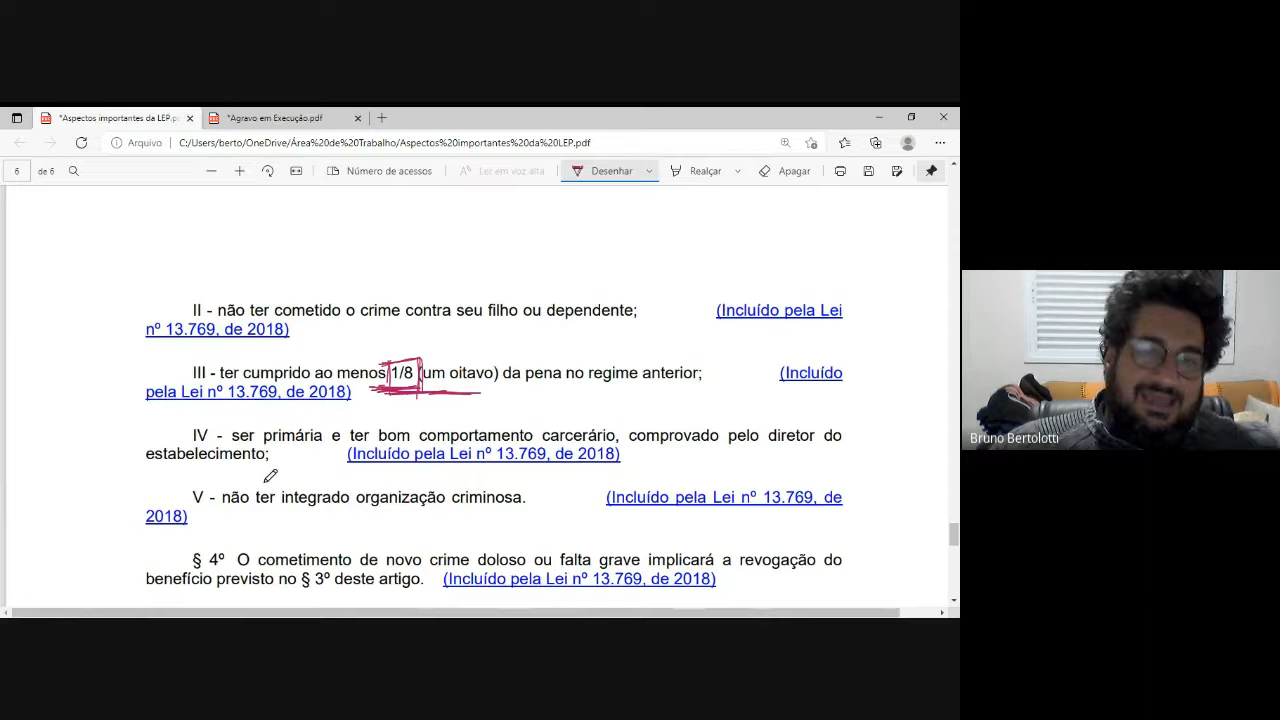 *Aspectos importantes da LEP.p
*Agravo em Execução.pdf
Arquivo
C:/Users/berto/OneDrive/Área%20de%20Trabalho/Aspectos%20importantes%20da%20LEP.pdf
6 de 6
Número de acessos
Ler em voz alta
Desenhar
Realçar
Apagar
II - não ter cometido o crime contra seu filho ou dependente; (Incluído pela Lei
nº 13.769, de 2018)
III - ter cumprido ao menos 1/8 (um oitavo) da pena no regime anterior; (Incluído
pela Lei nº 13.769, de 2018)
IV - ser primária e ter bom comportamento carcerário, comprovado pelo diretor do
estabelecimento; (Incluído pela Lei nº 13.769, de 2018)
V - não ter integrado organização criminosa. (Incluído pela Lei nº 13.769, de
2018)
§ 4º O cometimento de novo crime doloso ou falta grave implicará a revogação do
benefício previsto no § 3º deste artigo. (Incluído pela Lei nº 13.769, de 2018)
Bruno Bertolotti